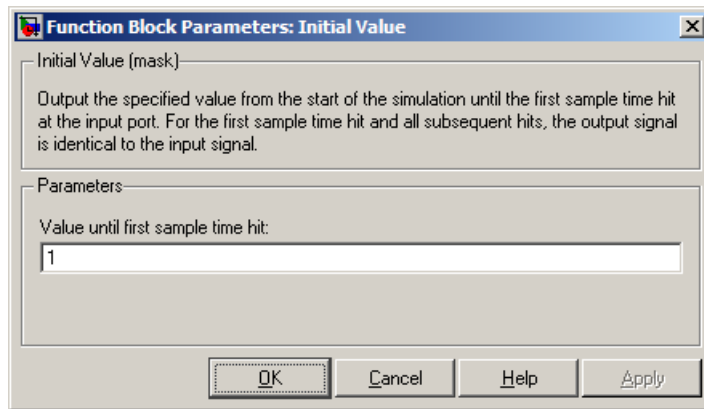 Function Block Parameters: Initial Value
Initial Value (mask)
Output the specified value from the start of the simulation until the first sample time hit
at the input port. For the first sample time hit and all subsequent hits, the output signal
is identical to the input signal.
Parameters
Value until first sample time hit:
1
OK Cancel Help Apply